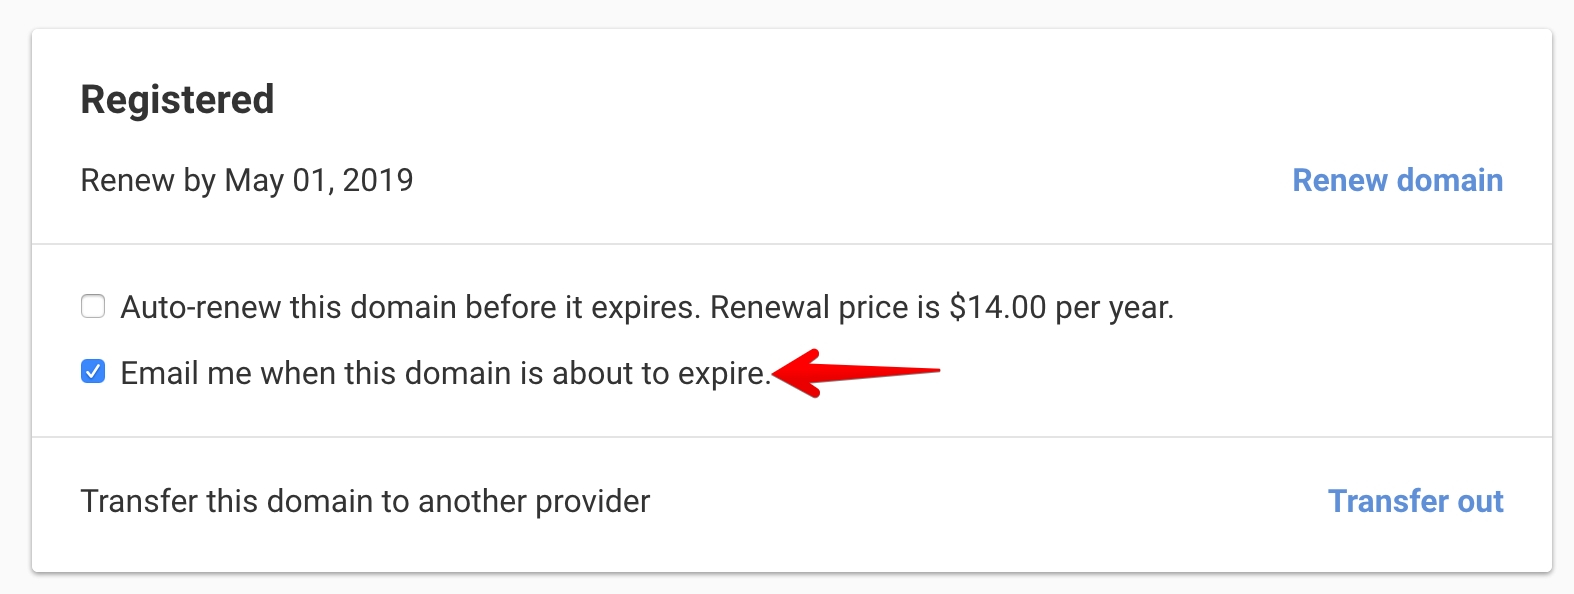 Registered
Renew by May 01, 2019
Renew domain
Auto-renew this domain before it expires. Renewal price is $14.00 per year.
Email me when this domain is about to expire.
Transfer this domain to another provider
Transfer out